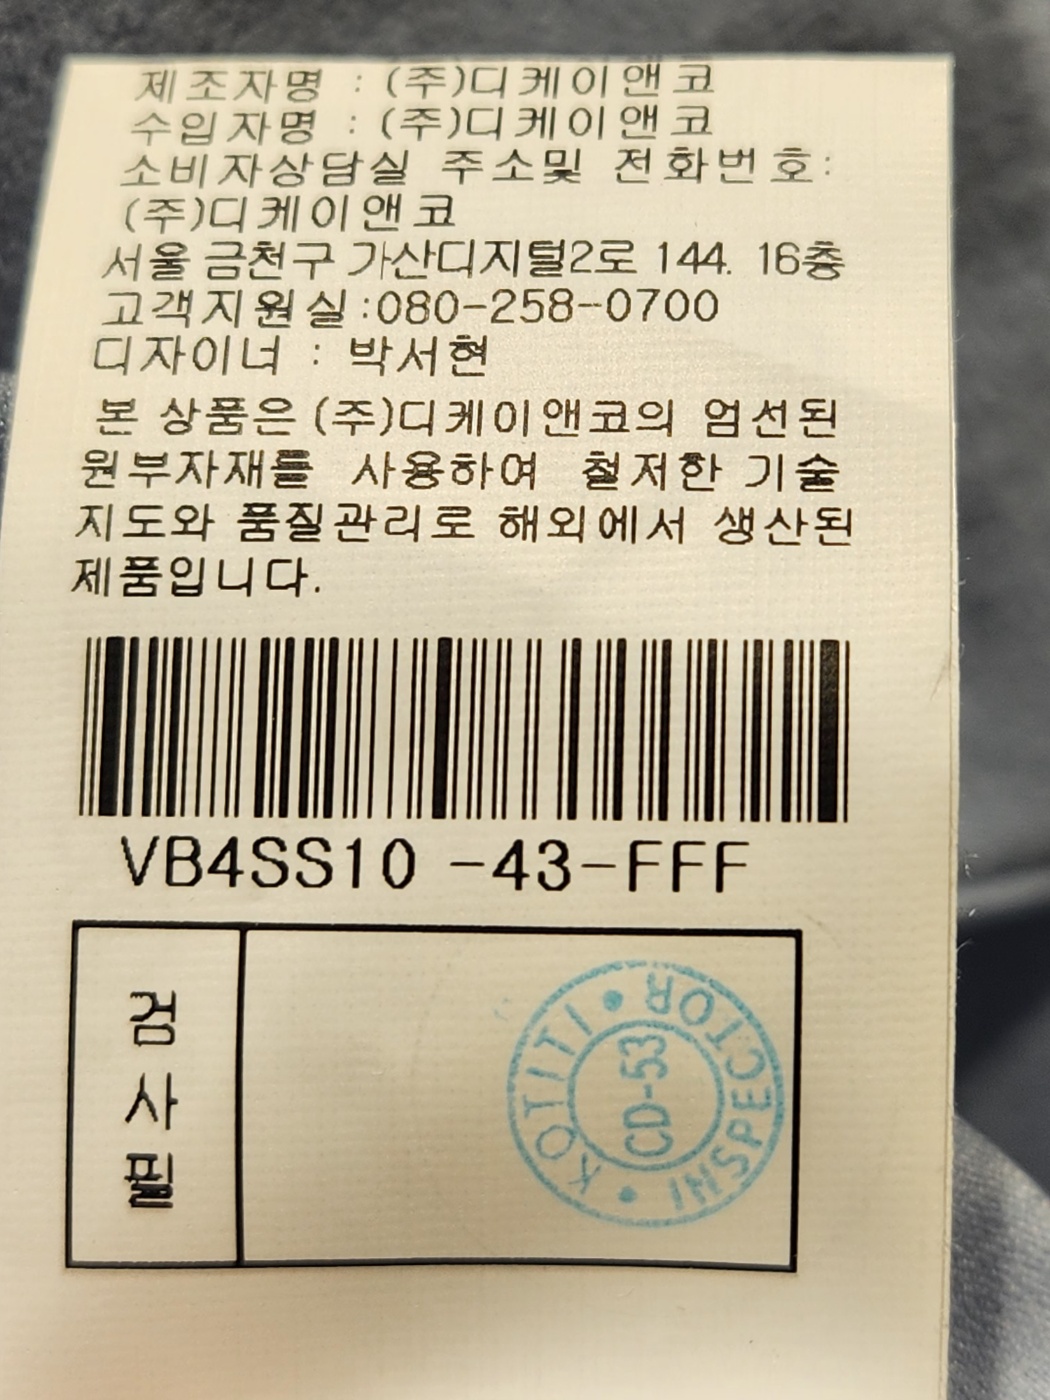 제조자명 : (주)디케이앤코
수입자명 : (주)디케이앤코
소비자상담실 주소및 전화번호:
(주)디케이앤코
서울 금천구 가산디지털2로 144. 16층
고객지원실:080-258-0700
디자이너 : 박서현
본 상품은 (주)디케이앤코의 엄선된
원부자재를 사용하여 철저한 기술
지도와 품질관리로 해외에서 생산된
제품입니다.
VB4SS10 -43-FFF
검
사
필
KOTITI • INSPECTOR •
CD-53